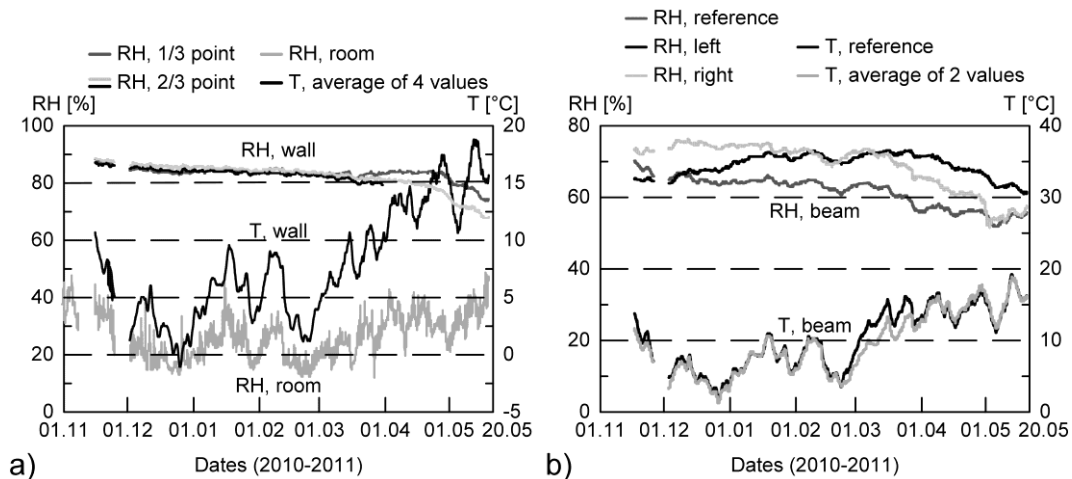 RH, 1/3 point RH, room
RH, 2/3 point T, average of 4 values
RH [%] T [°C]
100 20
80 15
60 10
40 5
20 0
0 -5
RH, wall
T, wall
RH, room
01.11 01.12 01.01 01.02 01.03 01.04 01.05 20.05
a) Dates (2010-2011)
RH, reference
RH, left T, reference
RH, right T, average of 2 values
RH [%] T [°C]
80 40
60 30
40 20
20 10
0 0
RH, beam
T, beam
01.11 01.12 01.01 01.02 01.03 01.04 01.05 20.05
b) Dates (2010-2011)